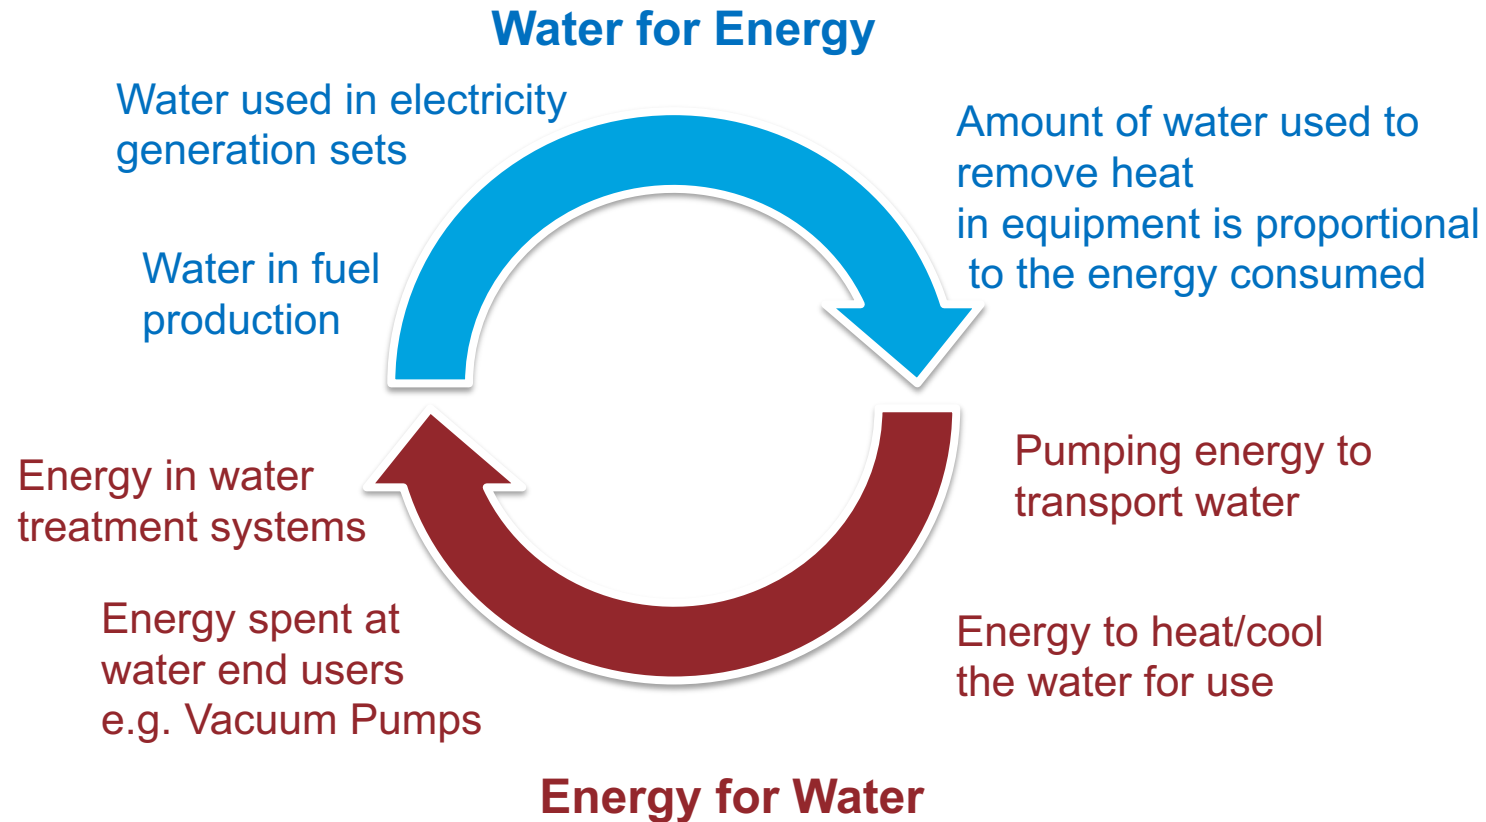 Water for Energy
Water used in electricity
generation sets
Amount of water used to
remove heat
in equipment is proportional
to the energy consumed
Water in fuel
production
Energy in water
treatment systems
Pumping energy to
transport water
Energy spent at
water end users
e.g. Vacuum Pumps
Energy to heat/cool
the water for use
Energy for Water